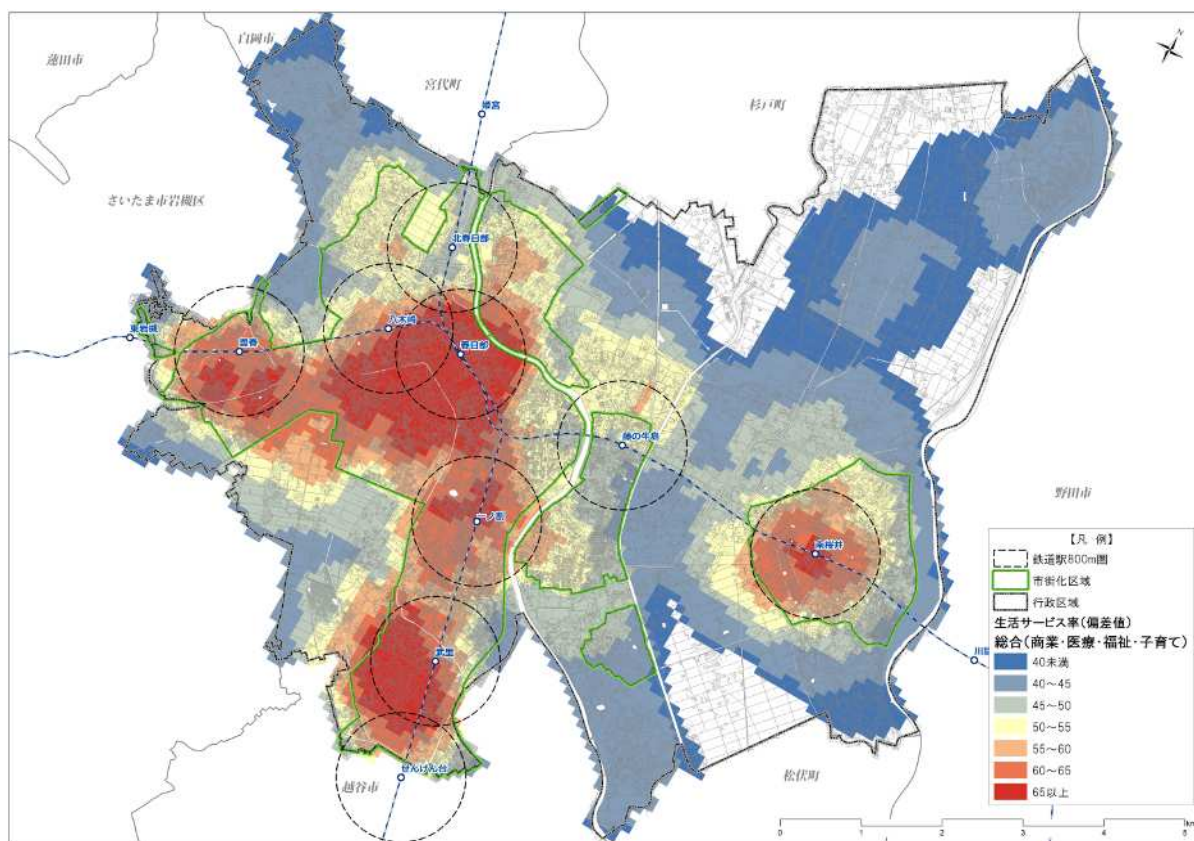 白岡市
蓮田市
宮代町
N
姫宮
杉戸町
さいたま市岩槻区
北春日部
八木崎
東岩槻
豊春
春日部
藤の牛島
野田市
一ノ割
南桜井
武里
川間
せんげん台
越谷市
松伏町
【凡 例】
鉄道駅800m圏
市街化区域
行政区域
生活サービス率(偏差値)
総合(商業・医療・福祉・子育て)
40未満
40～45
45～50
50～55
55～60
60～65
65以上
0 1 2 3 4 5
km